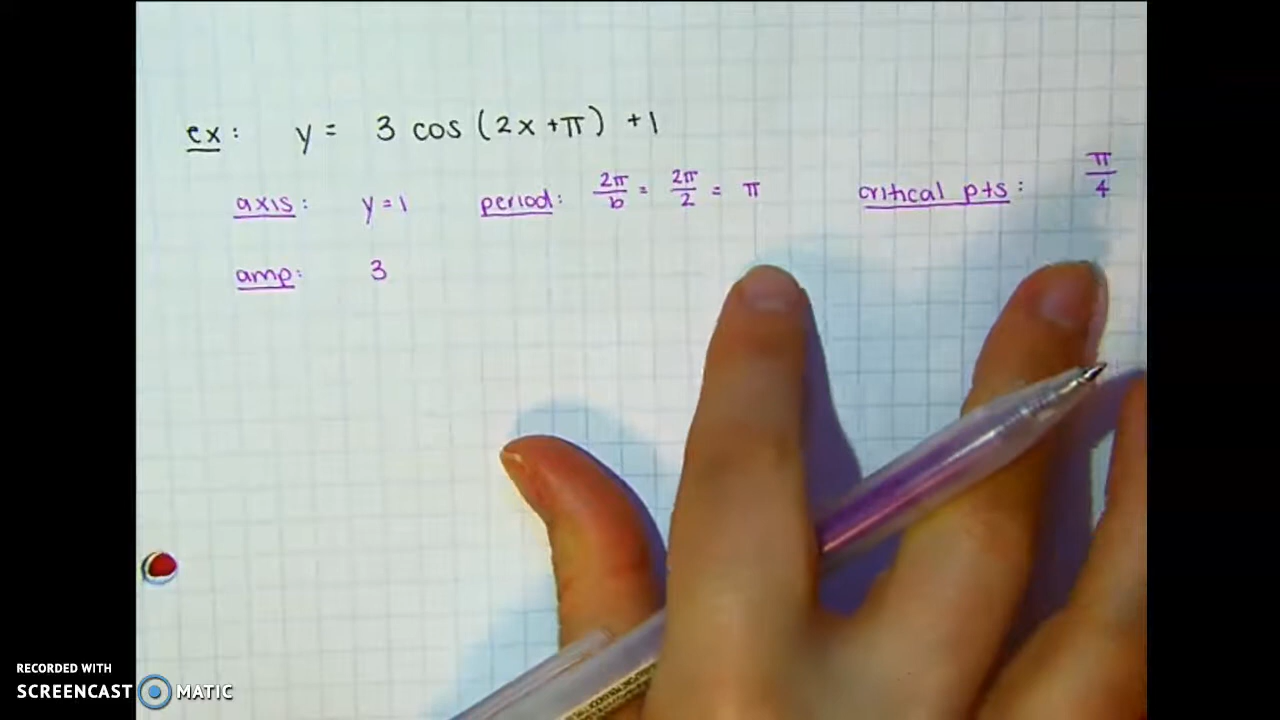 ex: y = 3 cos (2x +π) +1
axis: y=1 period: 2π/b = 2π/2 = π critical pts: π/4
amp: 3
RECORDED WITH
SCREENCAST MATIC